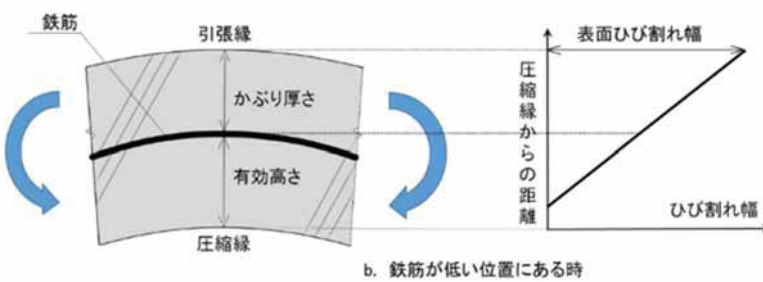 鉄筋
引張縁
かぶり厚さ
有効高さ
圧縮縁
圧縮縁からの距離
表面ひび割れ幅
ひび割れ幅
b. 鉄筋が低い位置にある時